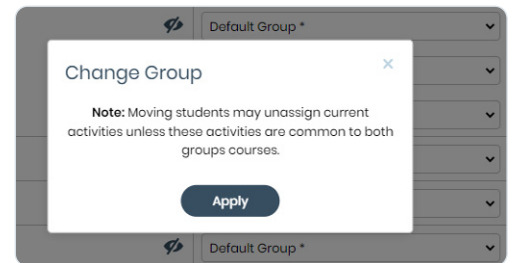 Default Group *
Change Group
×
Note: Moving students may unassign current
activities unless these activities are common to both
groups courses.
Apply
Default Group *